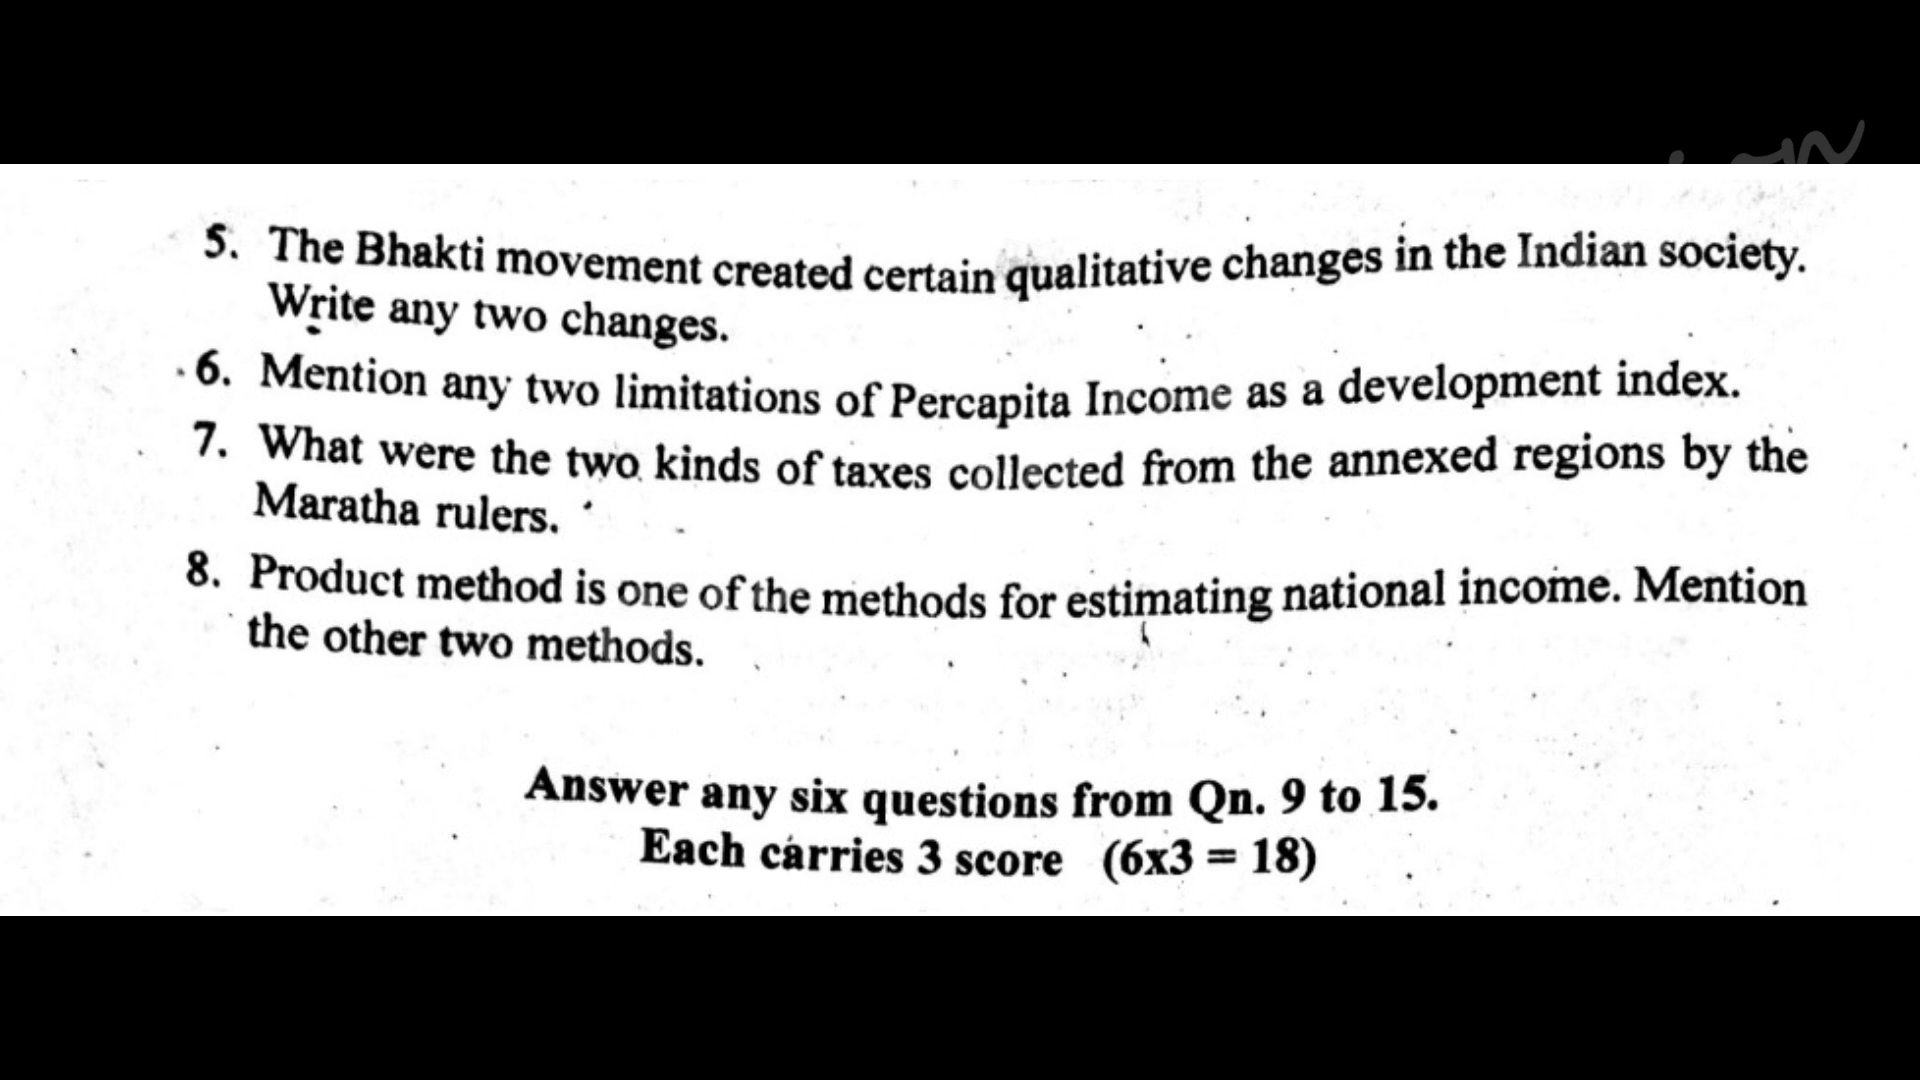 5. The Bhakti movement created certain qualitative changes in the Indian society.
Write any two changes.
6. Mention any two limitations of Percapita Income as a development index.
7. What were the two kinds of taxes collected from the annexed regions by the
Maratha rulers.
8. Product method is one of the methods for estimating national income. Mention
the other two methods.
Answer any six questions from Qn. 9 to 15.
Each carries 3 score (6x3 = 18)